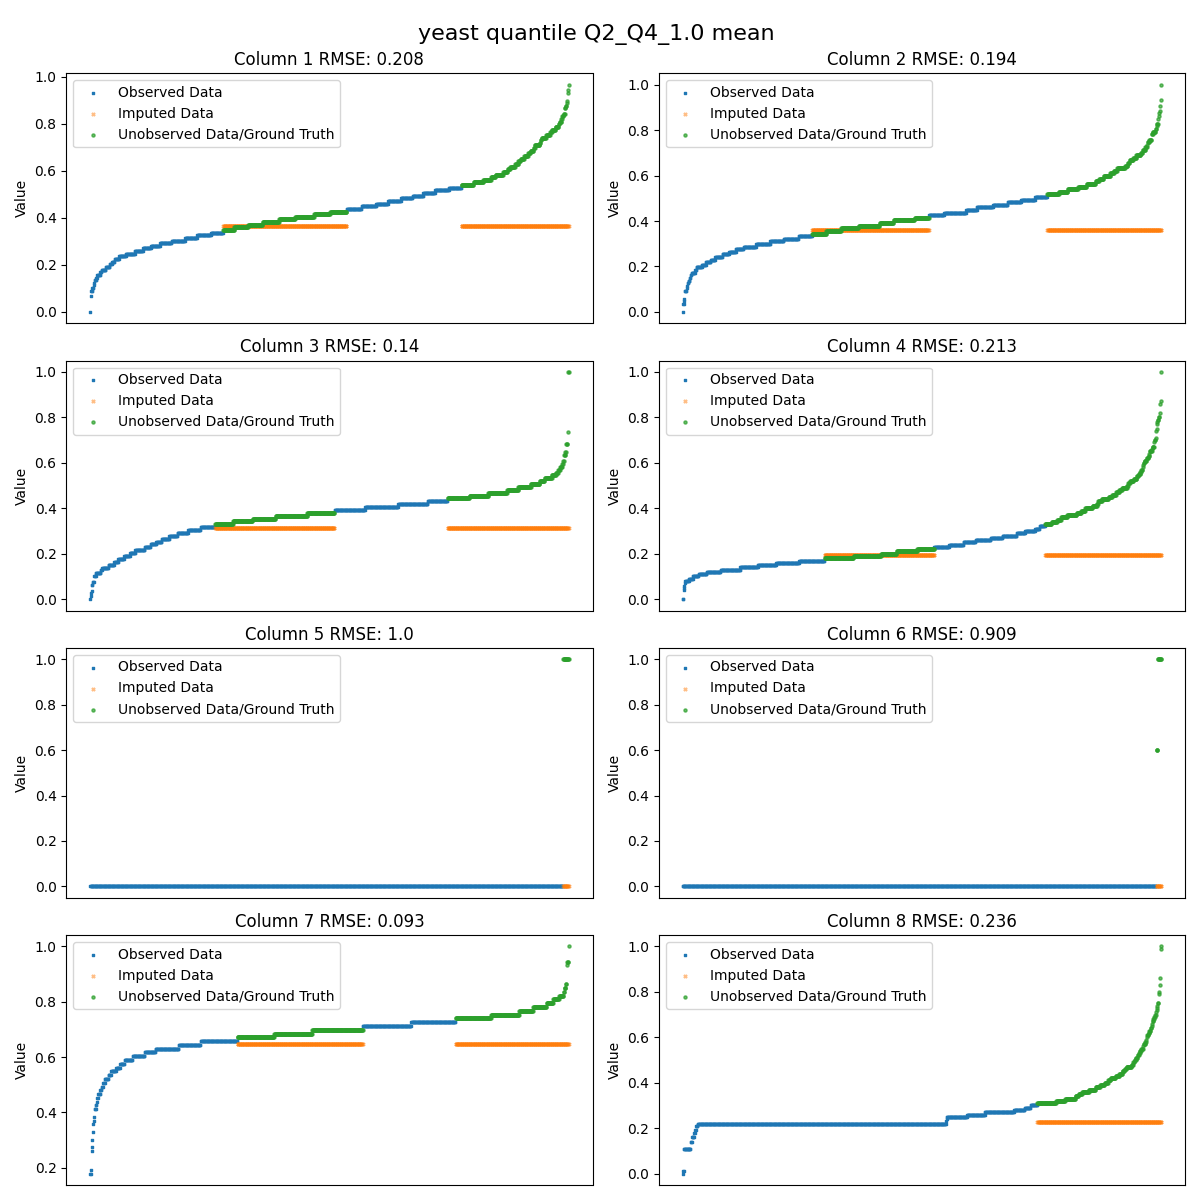 yeast quantile Q2_Q4_1.0 mean
Column 1 RMSE: 0.208
Observed Data
Imputed Data
Unobserved Data/Ground Truth
Value
1.0
0.8
0.6
0.4
0.2
0.0
Column 2 RMSE: 0.194
Observed Data
Imputed Data
Unobserved Data/Ground Truth
Value
1.0
0.8
0.6
0.4
0.2
0.0
Column 3 RMSE: 0.14
Observed Data
Imputed Data
Unobserved Data/Ground Truth
Value
1.0
0.8
0.6
0.4
0.2
0.0
Column 4 RMSE: 0.213
Observed Data
Imputed Data
Unobserved Data/Ground Truth
Value
1.0
0.8
0.6
0.4
0.2
0.0
Column 5 RMSE: 1.0
Observed Data
Imputed Data
Unobserved Data/Ground Truth
Value
1.0
0.8
0.6
0.4
0.2
0.0
Column 6 RMSE: 0.909
Observed Data
Imputed Data
Unobserved Data/Ground Truth
Value
1.0
0.8
0.6
0.4
0.2
0.0
Column 7 RMSE: 0.093
Observed Data
Imputed Data
Unobserved Data/Ground Truth
Value
1.0
0.8
0.6
0.4
0.2
Column 8 RMSE: 0.236
Observed Data
Imputed Data
Unobserved Data/Ground Truth
Value
1.0
0.8
0.6
0.4
0.2
0.0